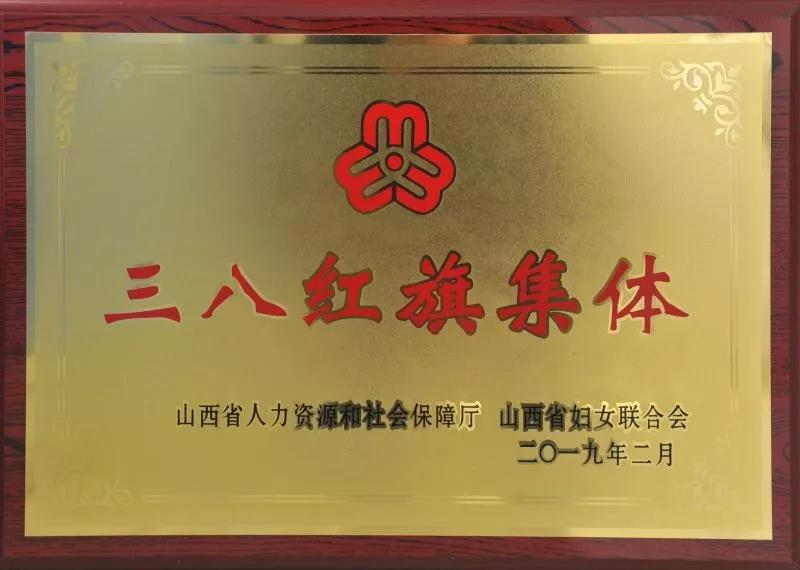 三八红旗集体
山西省人力资源和社会保障厅 山西省妇女联合会
二〇一九年二月